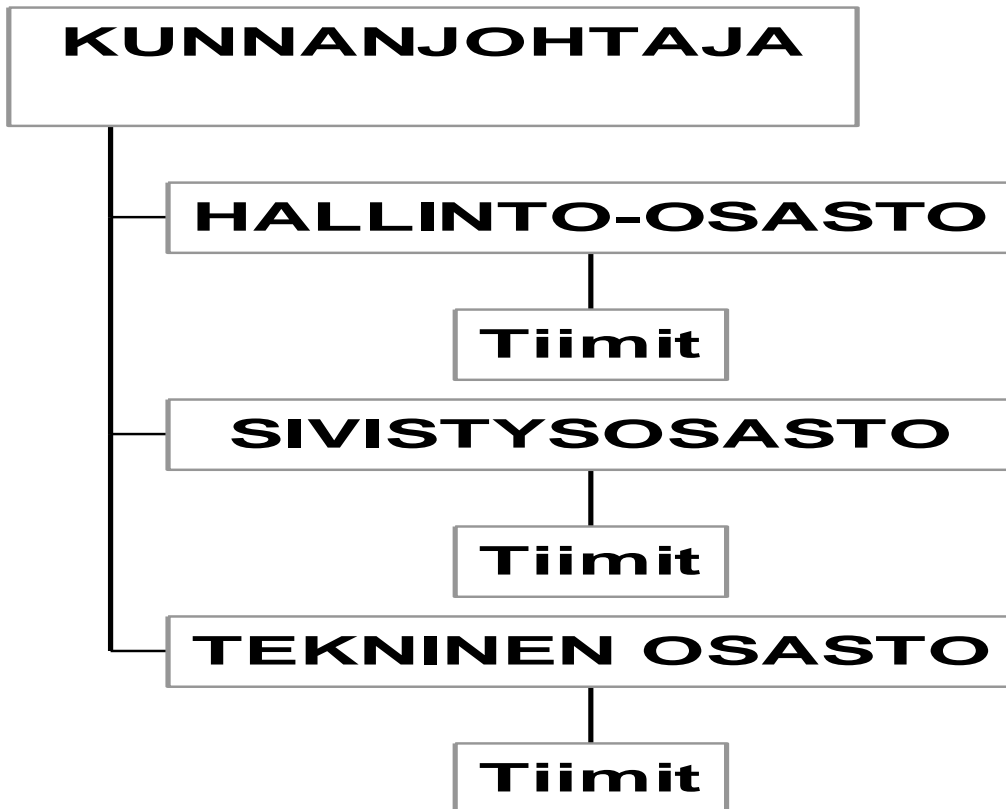 KUNNANJOHTAJA
HALLINTO-OSASTO
Tiimit
SIVISTYSOSASTO
Tiimit
TEKNINEN OSASTO
Tiimit